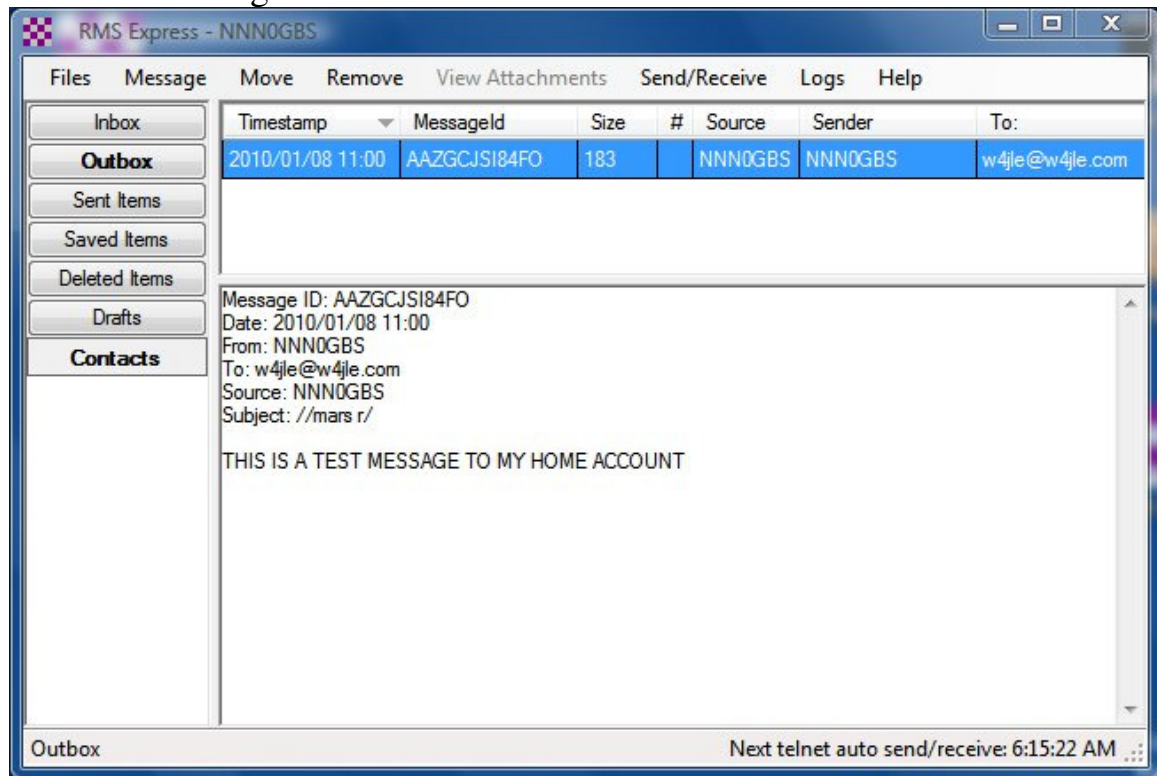 RMS Express - NNN0GBS
Files Message Move Remove View Attachments Send/Receive Logs Help
Inbox
Outbox
Sent Items
Saved Items
Deleted Items
Drafts
Contacts
Timestamp MessageId Size # Source Sender To:
2010/01/08 11:00 AAZGCJSI84FO 183 NNN0GBS NNN0GBS w4jle@w4jle.com
Message ID: AAZGCJSI84FO
Date: 2010/01/08 11:00
From: NNN0GBS
To: w4jle@w4jle.com
Source: NNN0GBS
Subject: //mars r/
THIS IS A TEST MESSAGE TO MY HOME ACCOUNT
Outbox Next telnet auto send/receive: 6:15:22 AM